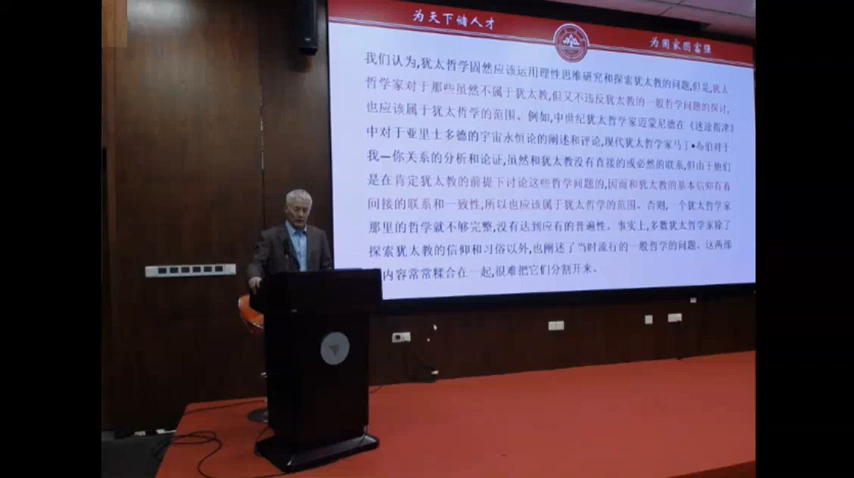 为天下储人才
为国家图富强
我们认为,犹太哲学固然应该运用理性思维研究和探索犹太教的问题,但是,犹太
哲学家对于那些虽然不属于犹太教,但又不违反犹太教的一般哲学问题的探讨,
也应该属于犹太哲学的范围。例如,中世纪犹太哲学家迈蒙尼德在《迷途指津》
中对于亚里士多德的宇宙永恒论的阐述和评论,现代犹太哲学家马丁•布伯对于
我—你关系的分析和论证,虽然和犹太教没有直接的或必然的联系,但由于他们
是在肯定犹太教的前提下讨论这些哲学问题的,因而和犹太教的基本信仰有着
间接的联系和一致性,所以也应该属于犹太哲学的范围。否则,一个犹太哲学家
那里的哲学就不够完整,没有达到应有的普遍性。事实上,多数犹太哲学家除了
探索犹太教的信仰和习俗以外,也阐述了当时流行的一般哲学的问题。这两部
内容常常糅合在一起,很难把它们分割开来。